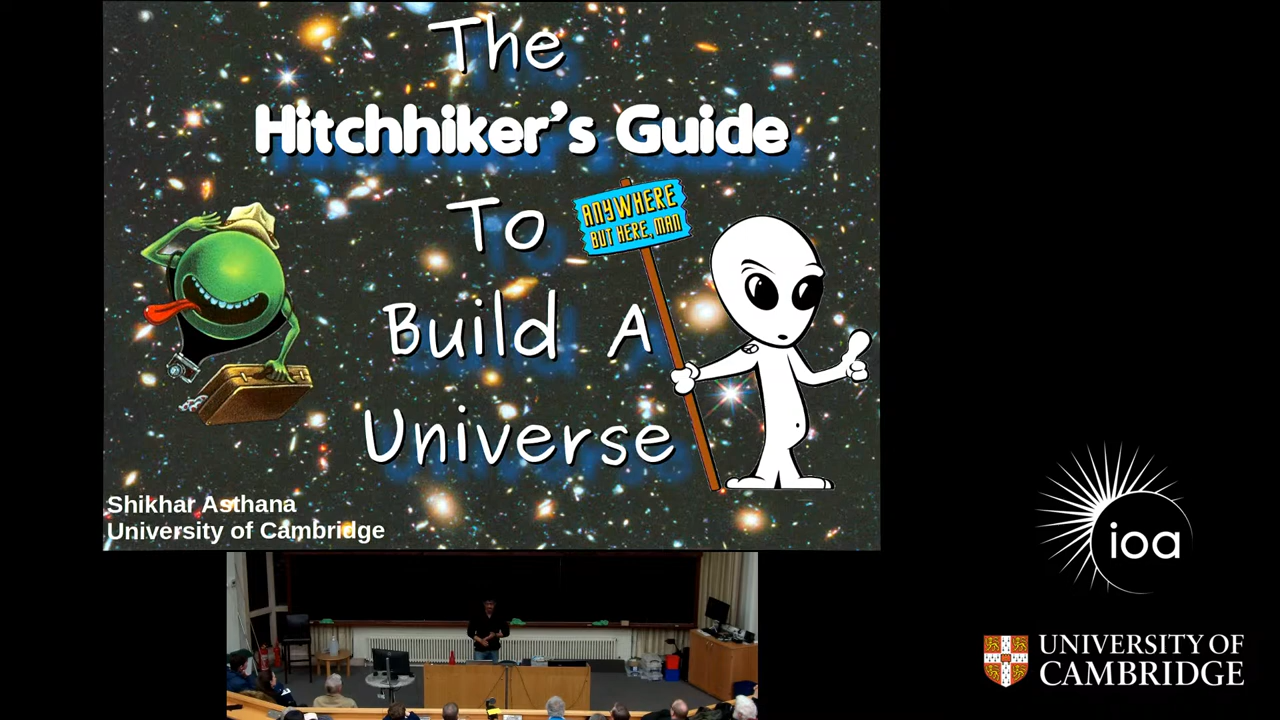 The
Hitchhiker's Guide
To
ANYWHERE
BUT HERE, MAN
Build A
Universe
Shikhar Asthana
University of Cambridge
ioa
UNIVERSITY OF
CAMBRIDGE